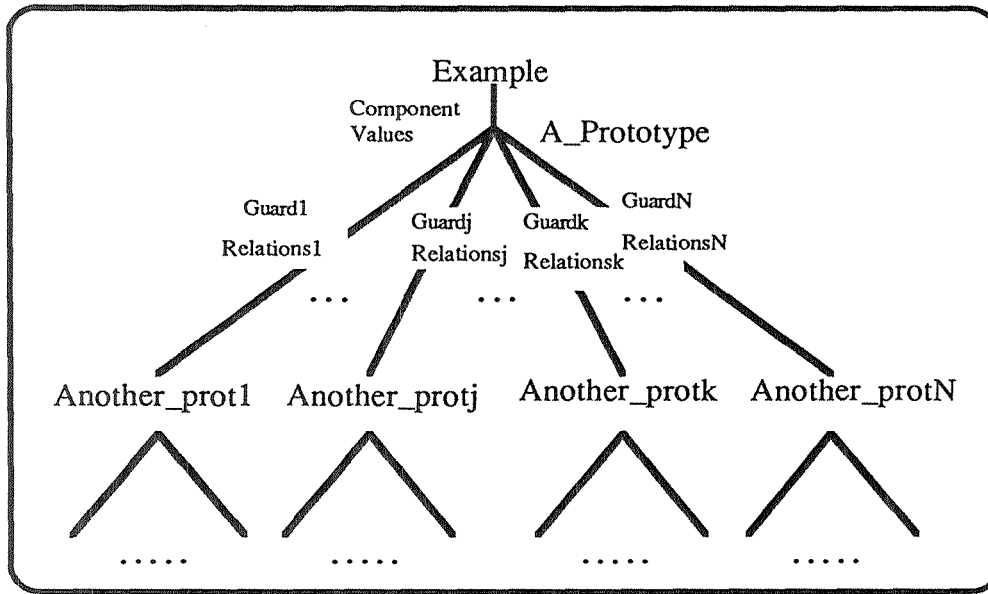 Example
Component
Values
A_Prototype
Guard1
Guardj
Guardk
GuardN
Relations1
Relationsj
Relationsk
RelationsN
... ... ...
Another_prot1 Another_protj Another_protk Another_protN
..... ..... ..... .....